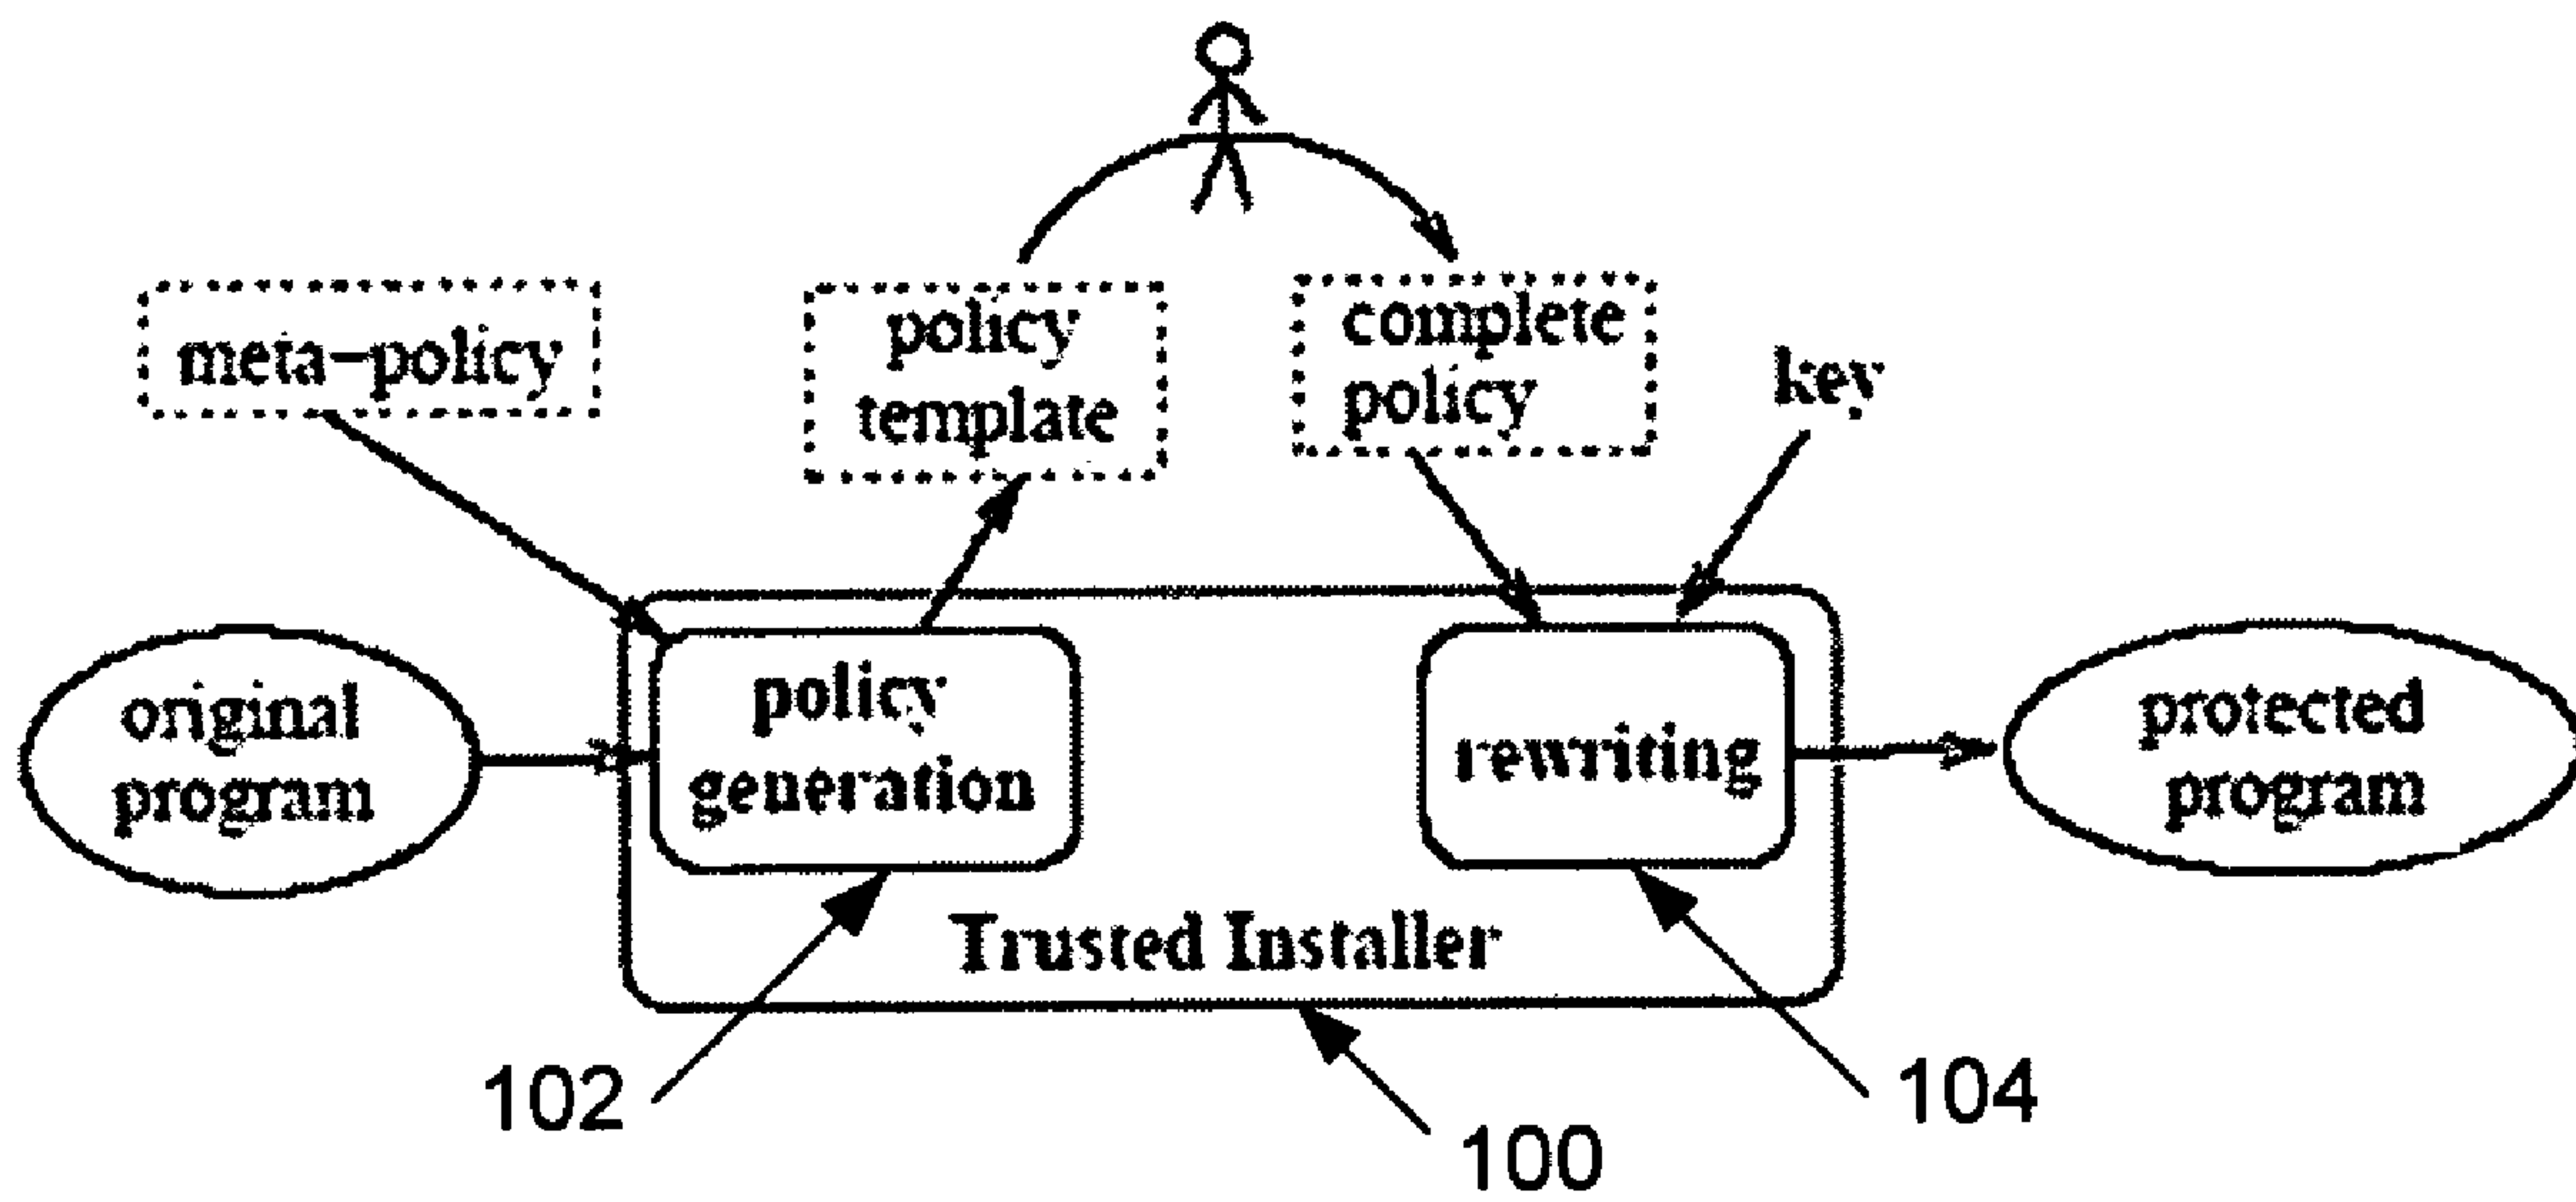 meta-policy
policy
template
complete
policy
key
original
program
policy
generation
rewriting
protected
program
Trusted Installer
102
100
104